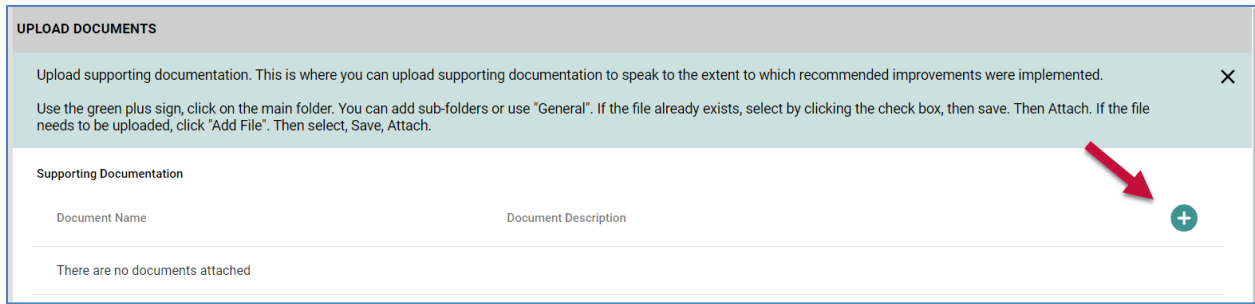 UPLOAD DOCUMENTS
Upload supporting documentation. This is where you can upload supporting documentation to speak to the extent to which recommended improvements were implemented.
Use the green plus sign, click on the main folder. You can add sub-folders or use "General". If the file already exists, select by clicking the check box, then save. Then Attach. If the file
needs to be uploaded, click "Add File". Then select, Save, Attach.
Supporting Documentation
Document Name Document Description
There are no documents attached